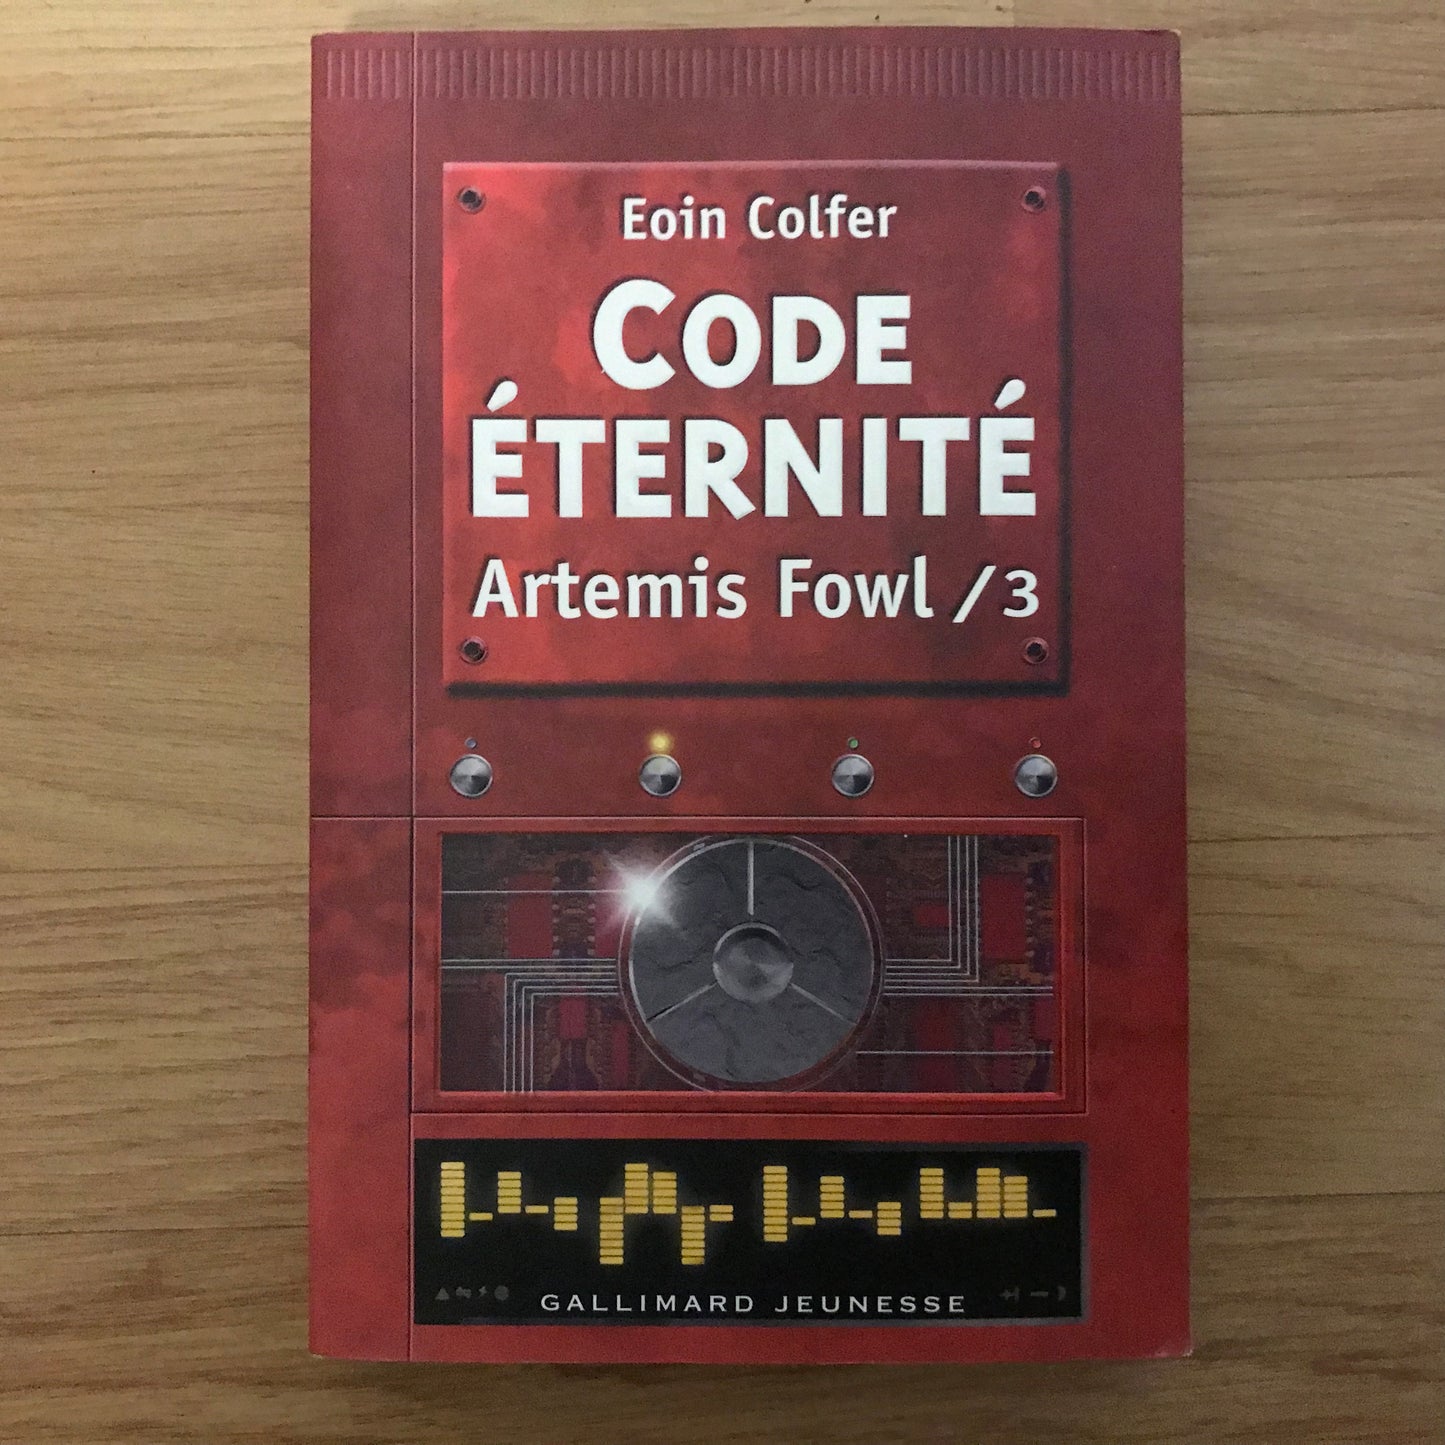 Eoin Colfer
CODE
ÉTERNITÉ
Artemis Fowl /3
GALLIMARD JEUNESSE